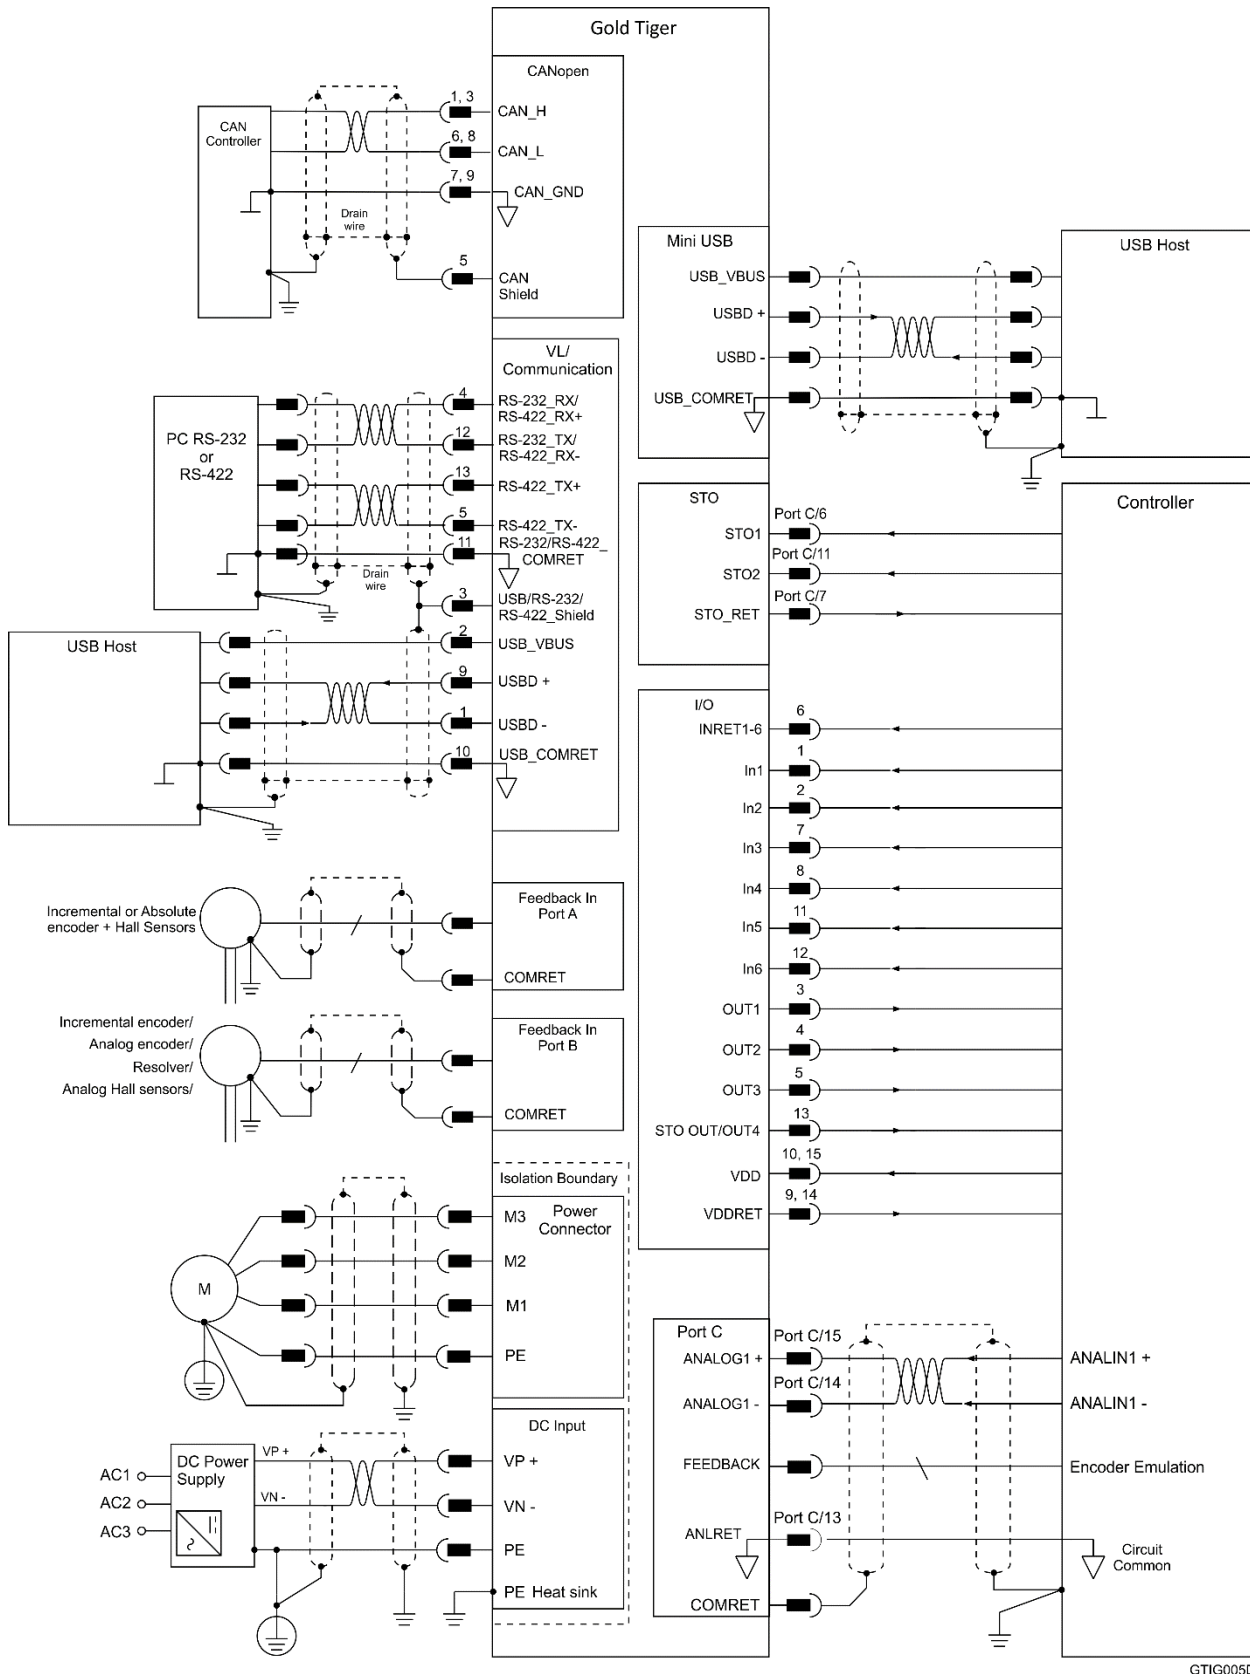 Gold Tiger
CANopen
CAN
Controller
1, 3
CAN_H
6, 8
CAN_L
7, 9
CAN_GND
Drain
wire
5
CAN
Shield
VL/
Communication
PC RS-232
or
RS-422
4
RS-232_RX/
RS-422_RX+
12
RS-232_TX/
RS-422_RX-
13
RS-422_TX+
5
RS-422_TX-
11
RS-232/RS-422_
COMRET
Drain
wire
3
USB/RS-232/
RS-422_Shield
USB Host
2
USB_VBUS
9
USBD +
1
USBD -
10
USB_COMRET
Incremental or Absolute
encoder + Hall Sensors
Feedback In
Port A
COMRET
Incremental encoder/
Analog encoder/
Resolver/
Analog Hall sensors/
Feedback In
Port B
COMRET
Isolation Boundary
Power
Connector
M
M3
M2
M1
PE
DC Input
AC1
AC2
AC3
DC Power
Supply
VP +
VN -
VP +
VN -
PE
PE Heat sink
Mini USB
USB Host
USB_VBUS
USBD +
USBD -
USB_COMRET
STO
Controller
Port C/6
STO1
Port C/11
STO2
Port C/7
STO_RET
I/O
6
INRET1-6
1
In1
2
In2
7
In3
8
In4
11
In5
12
In6
3
OUT1
4
OUT2
5
OUT3
13
STO OUT/OUT4
10, 15
VDD
9, 14
VDDRET
Port C
Port C/15
ANALOG1 +
ANALIN1 +
Port C/14
ANALOG1 -
ANALIN1 -
FEEDBACK
Encoder Emulation
Port C/13
ANLRET
Circuit
Common
COMRET
GTIG005D